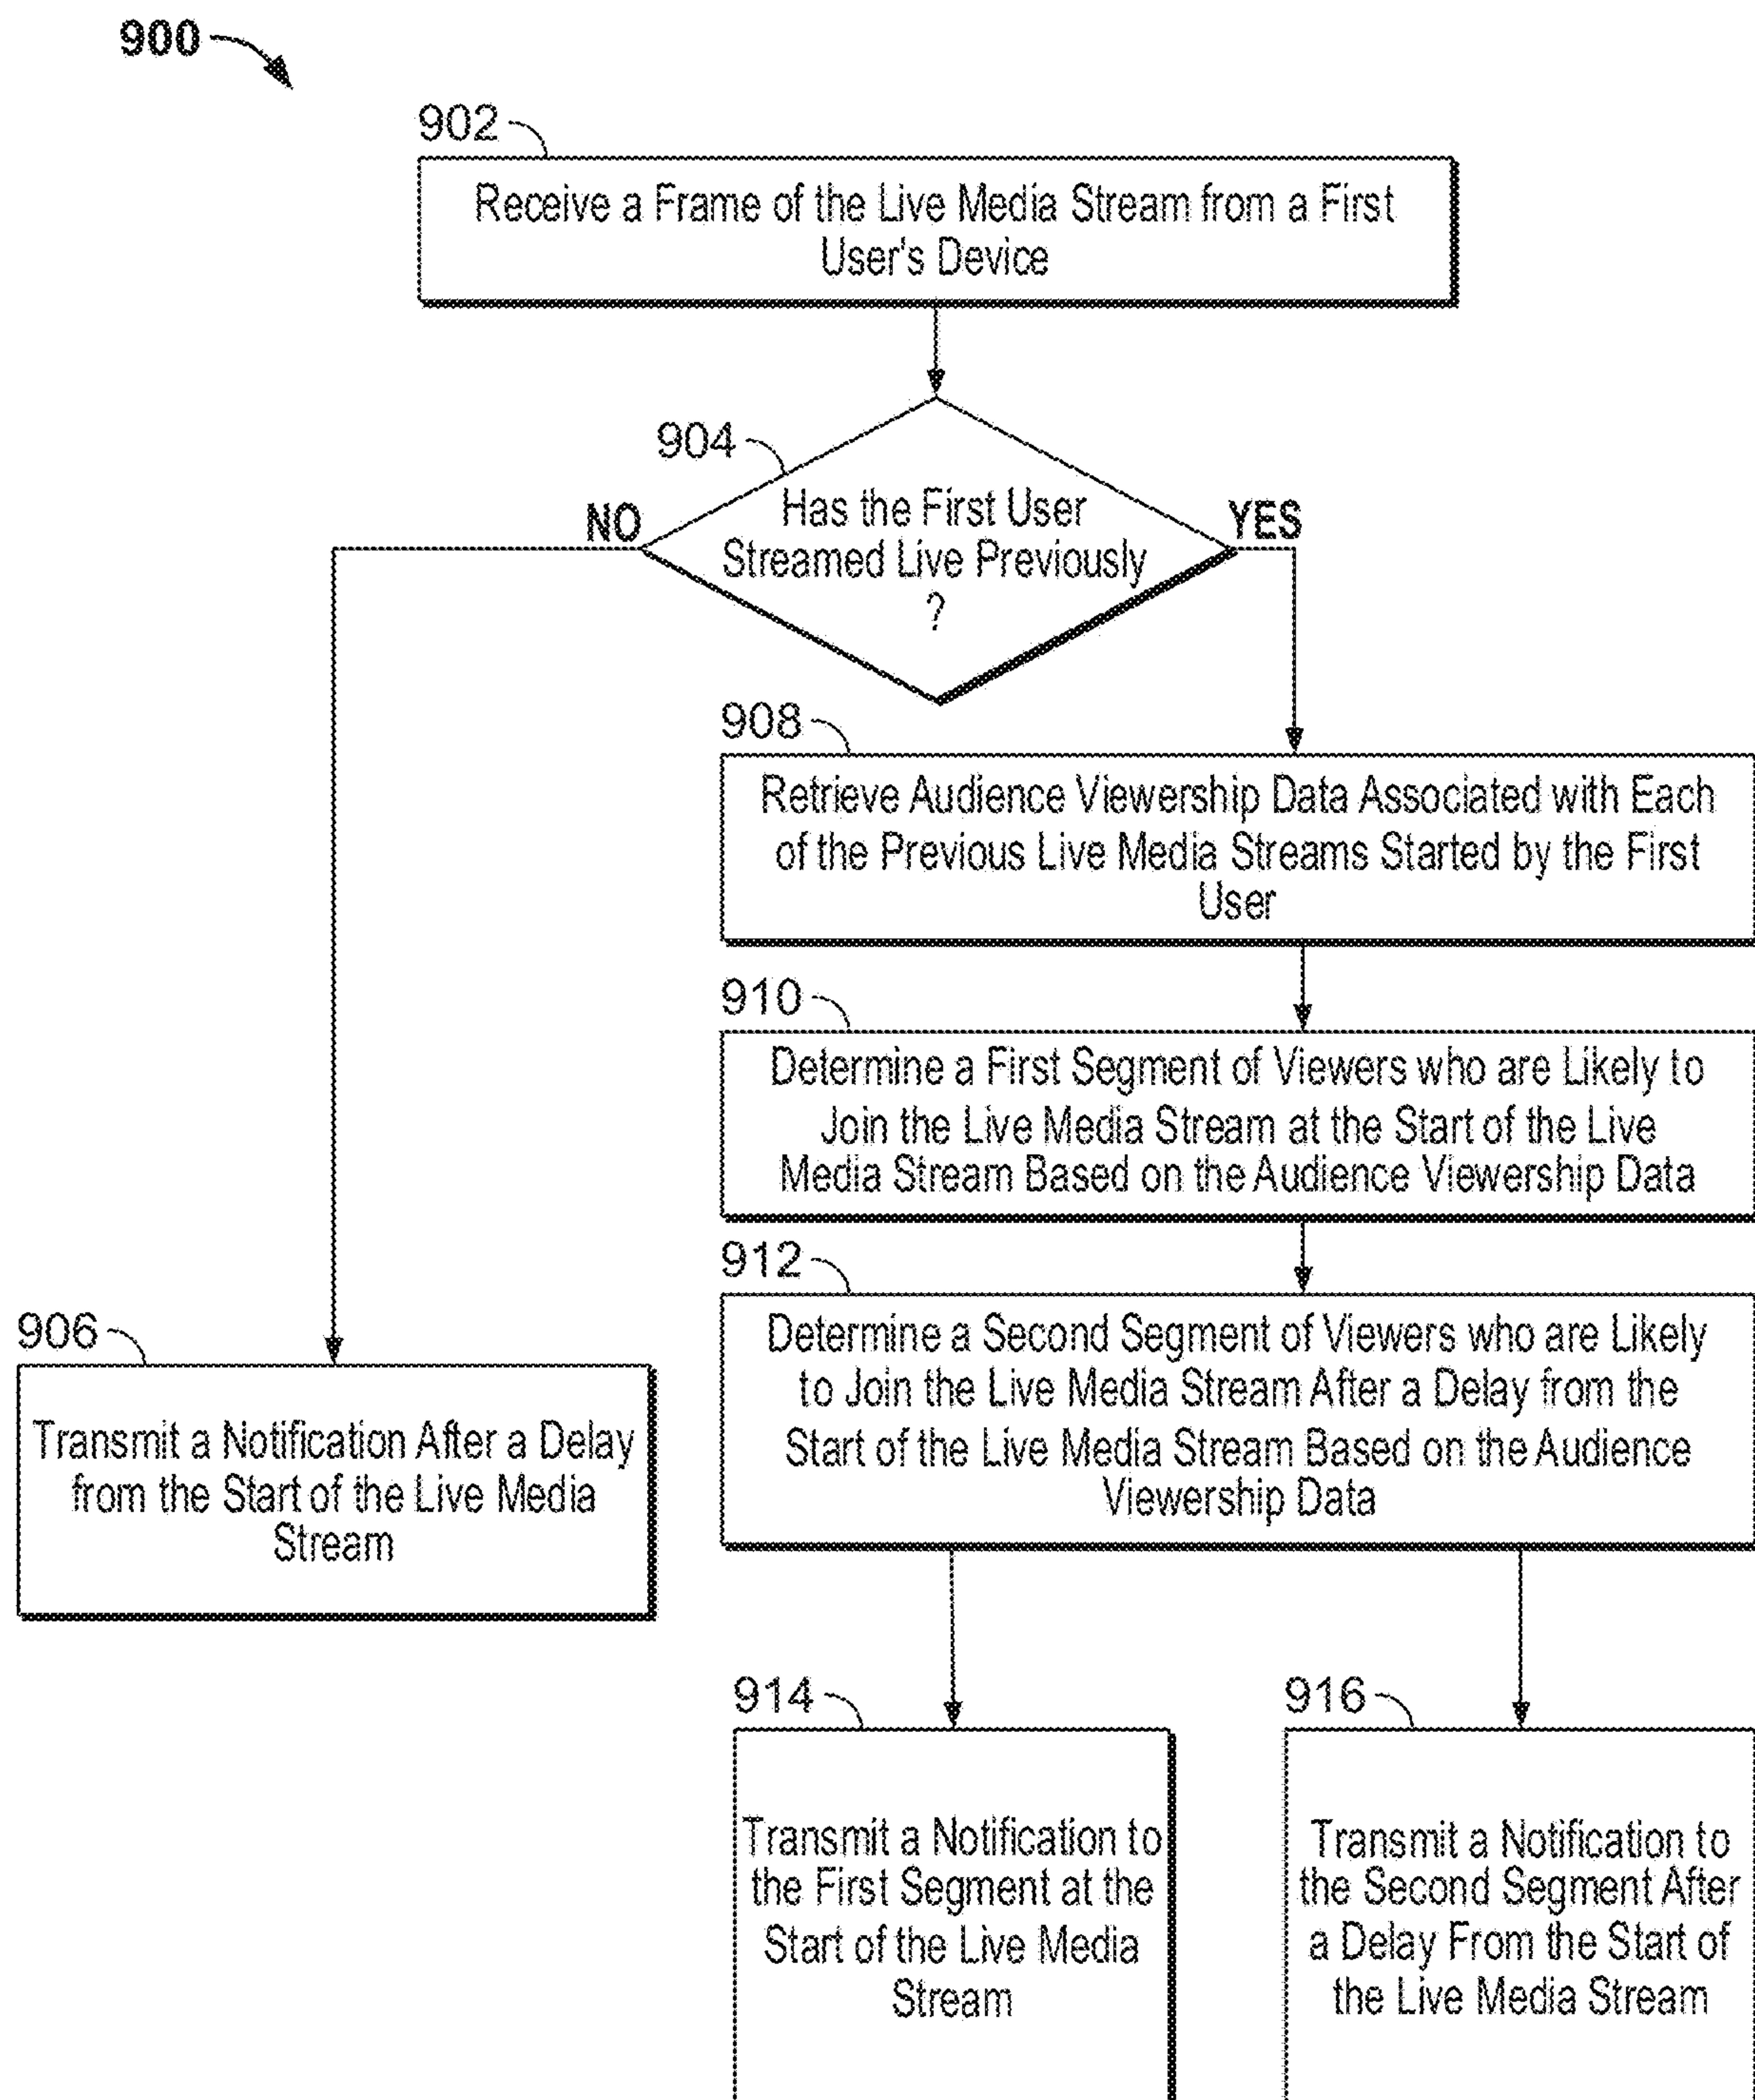 900
902
Receive a Frame of the Live Media Stream from a First
User's Device
904
NO
Has the First User
Streamed Live Previously
?
YES
908
Retrieve Audience Viewership Data Associated with Each
of the Previous Live Media Streams Started by the First
User
910
Determine a First Segment of Viewers who are Likely to
Join the Live Media Stream at the Start of the Live
Media Stream Based on the Audience Viewership Data
912
Determine a Second Segment of Viewers who are Likely
to Join the Live Media Stream After a Delay from the
Start of the Live Media Stream Based on the Audience
Viewership Data
906
Transmit a Notification After a Delay
from the Start of the Live Media
Stream
914
Transmit a Notification to
the First Segment at the
Start of the Live Media
Stream
916
Transmit a Notification to
the Second Segment After
a Delay From the Start of
the Live Media Stream